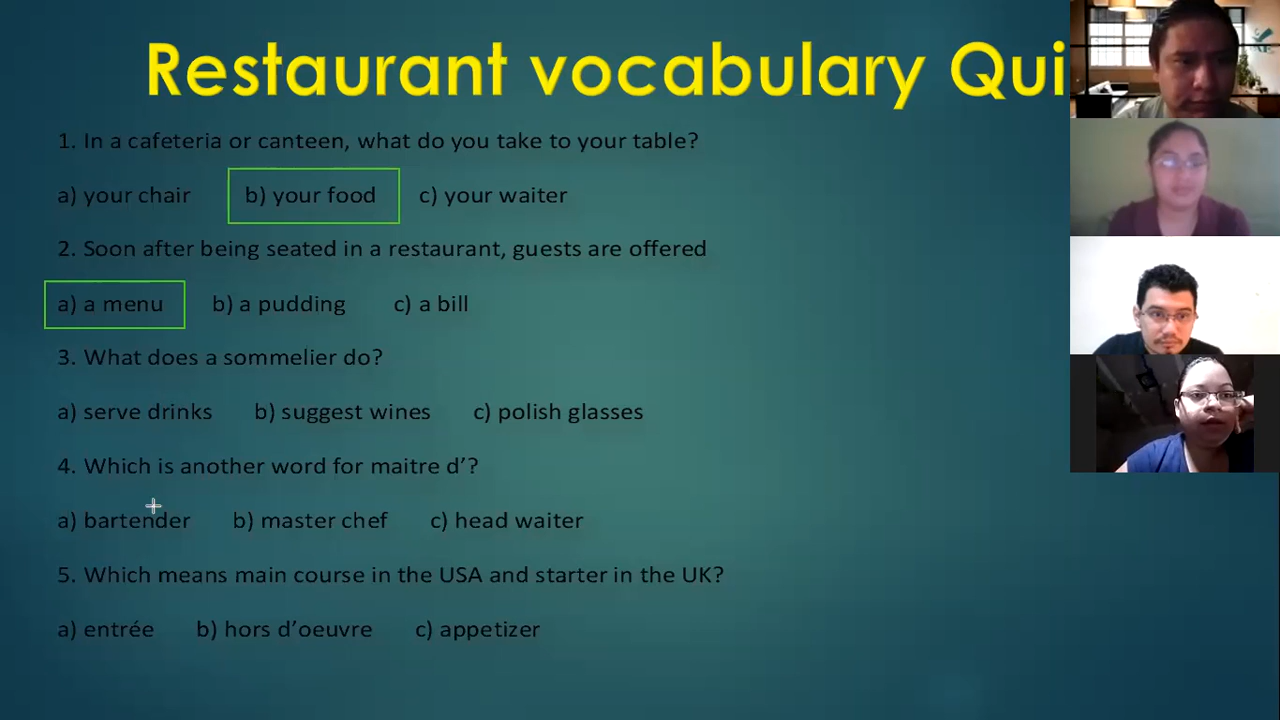 Restaurant vocabulary Qui
1. In a cafeteria or canteen, what do you take to your table?
a) your chair b) your food c) your waiter
2. Soon after being seated in a restaurant, guests are offered
a) a menu b) a pudding c) a bill
3. What does a sommelier do?
a) serve drinks b) suggest wines c) polish glasses
4. Which is another word for maitre d’?
a) bartender b) master chef c) head waiter
5. Which means main course in the USA and starter in the UK?
a) entrée b) hors d’oeuvre c) appetizer